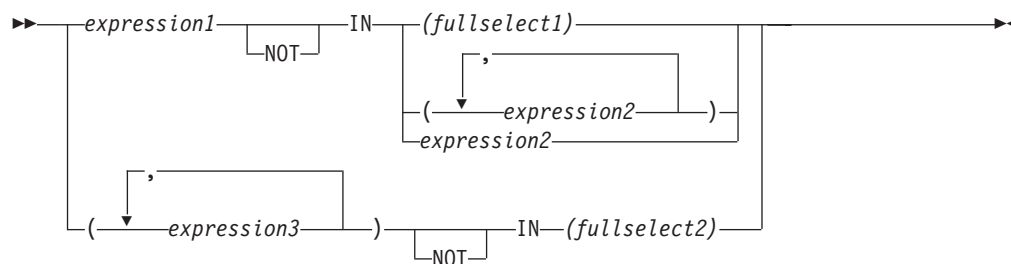 expression1 IN (fullselect1)
NOT
,
( expression2 )
expression2
,
( expression3 ) IN (fullselect2)
NOT